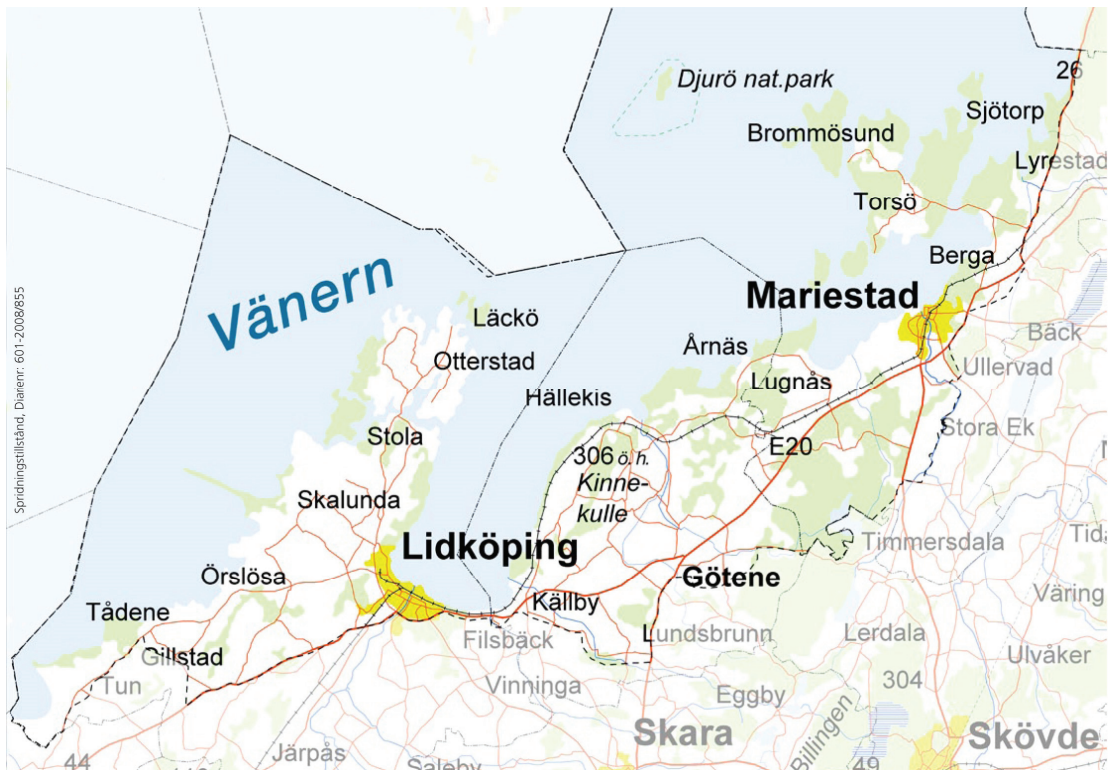 26
Djurö nat.park
Sjötorp
Brommösund
Lyrestad
Torsö
Berga
Vänern
Mariestad
Läckö
Bäck
Årnäs
Otterstad
Ullervad
Lugnås
Hällekis
Stora Ek
Stola
E20
306 ö.h.
Kinne-
kulle
Skalunda
Spridningstillstånd, Diarienr: 601-2008/855
Lidköping
Timmersdala
Tida
Örslösa
Götene
Väring
Tådene
Källby
Filsbäck
Lundsbrunn
Lerdala
Gillstad
Ulvåker
Tun
Vinninga
Eggby
304
Skara
Billingen
Skövde
Järpås
44
Saleby
49